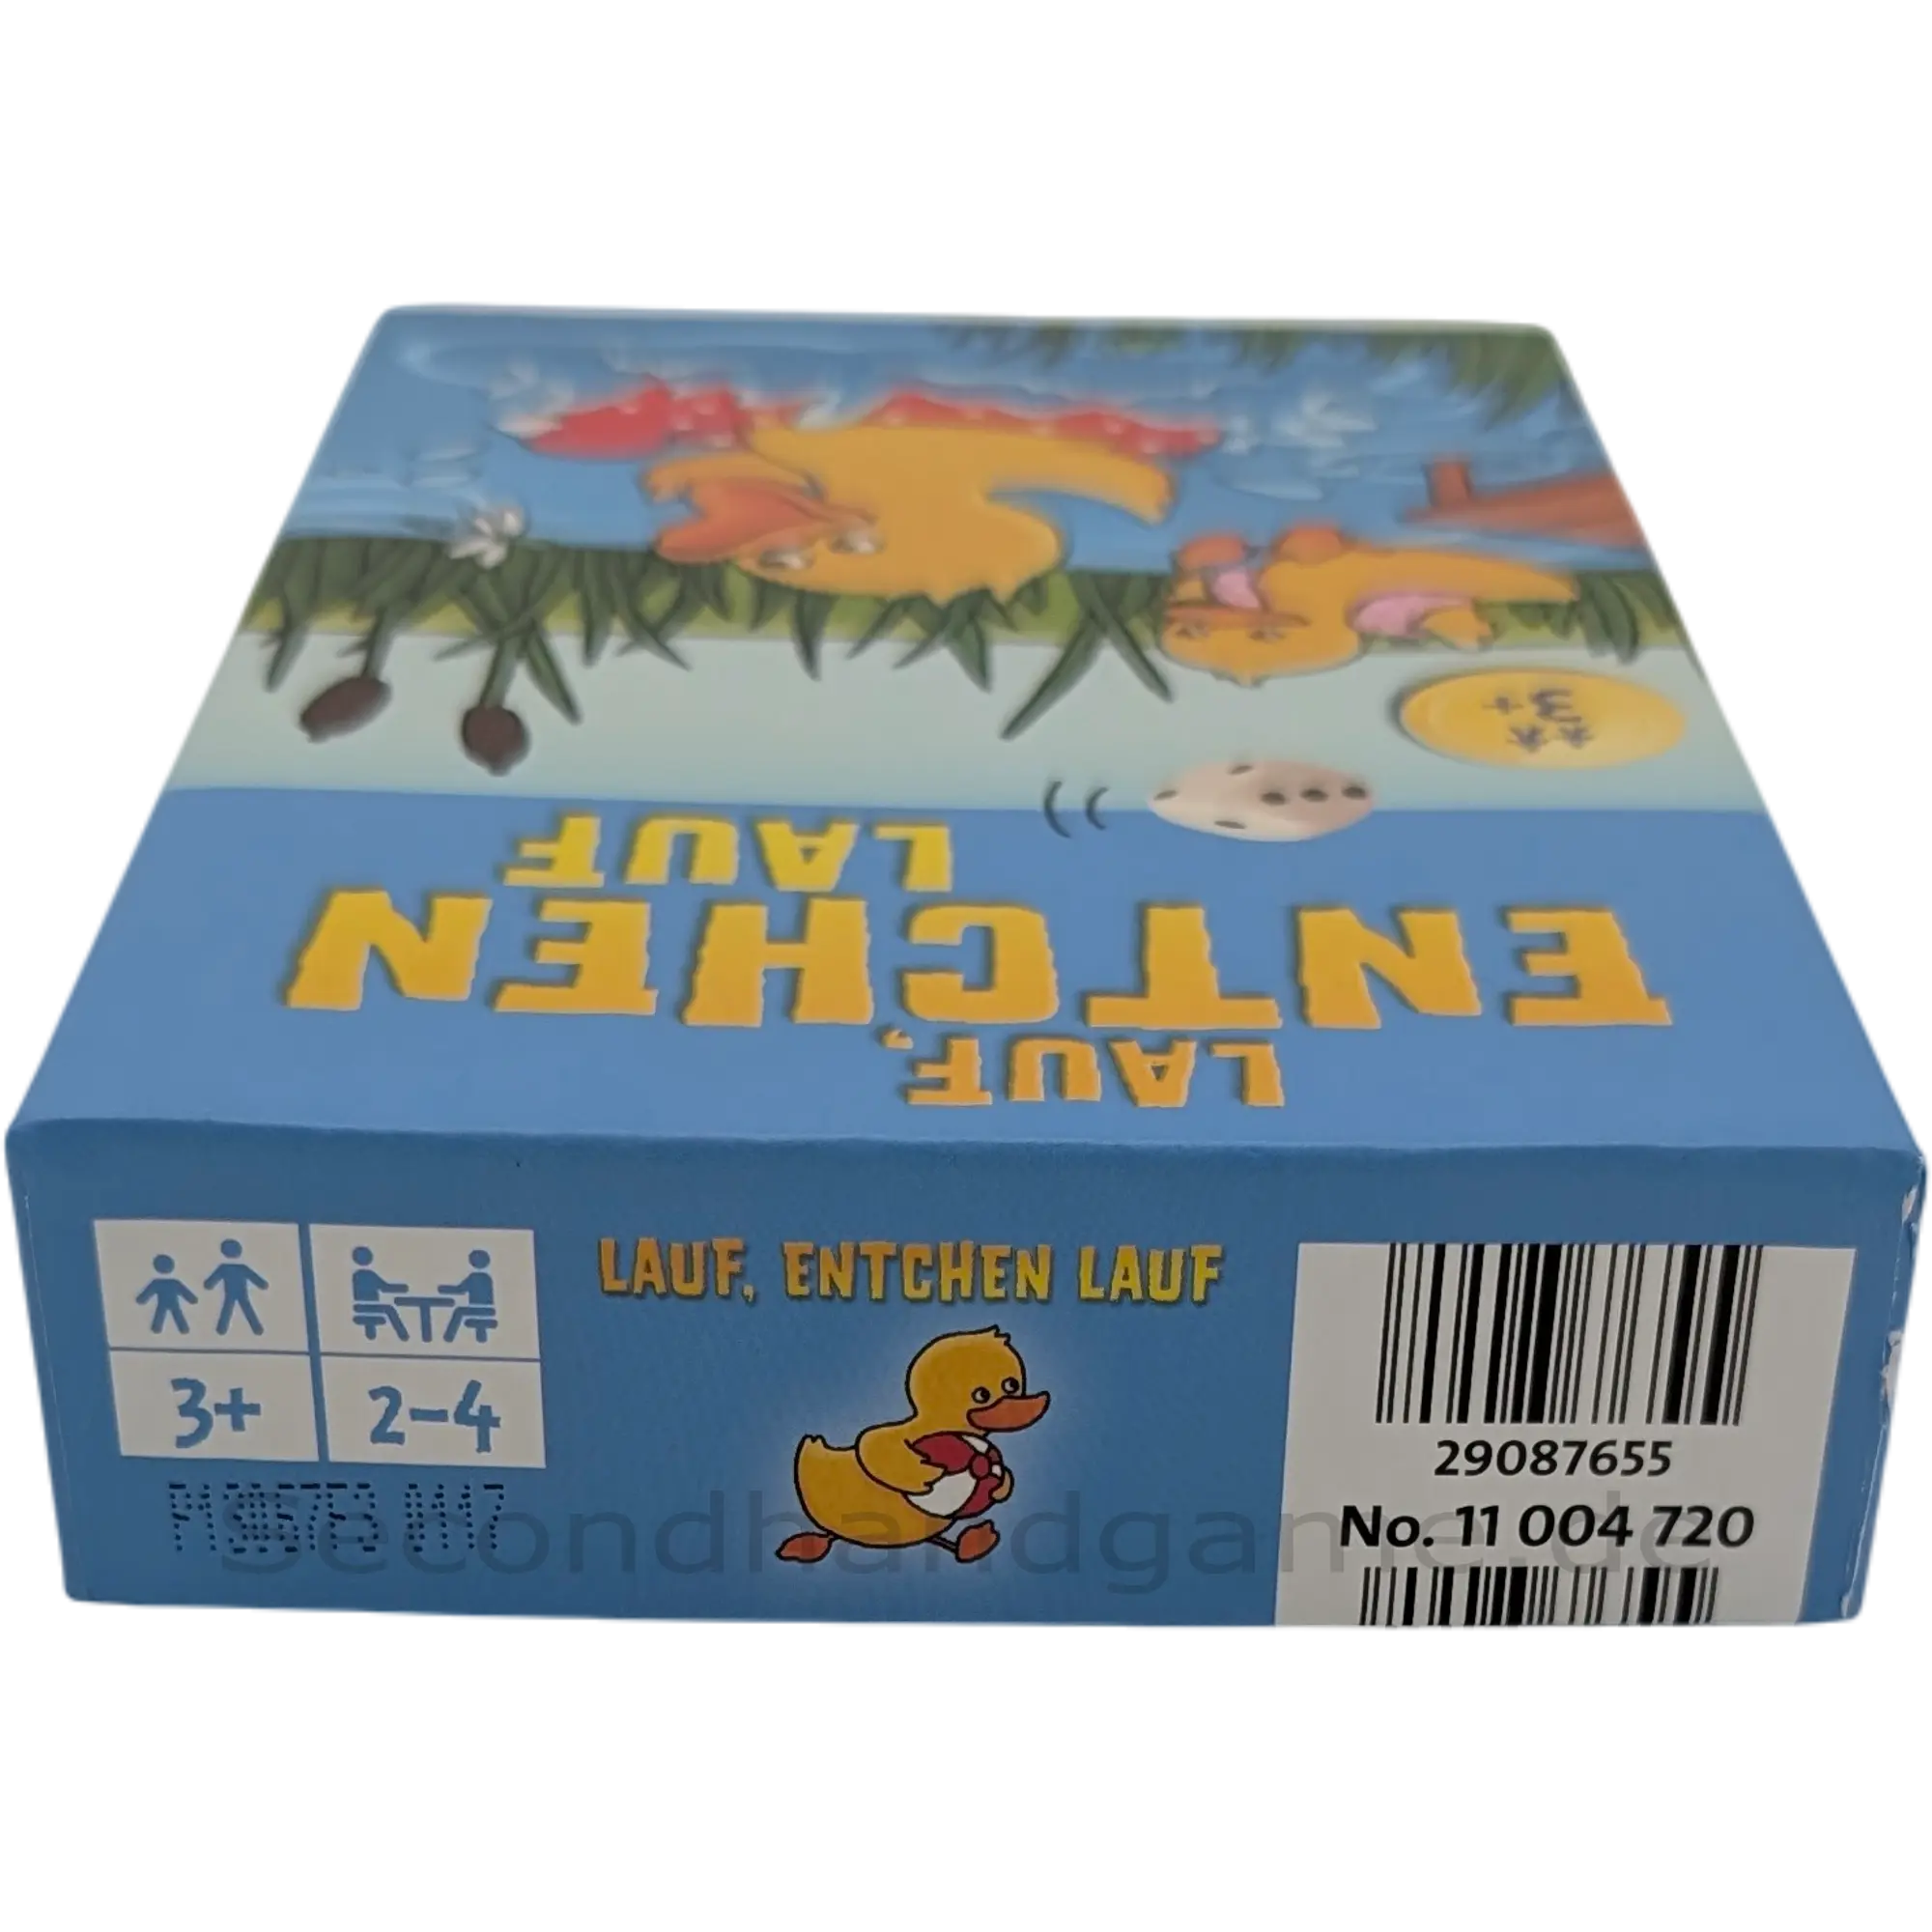 LAUF,
ENTCHEN
LAUF
3+
LAUF, ENTCHEN LAUF
3+
2-4
29087655
No. 11 004 720
Secondhandgame.de